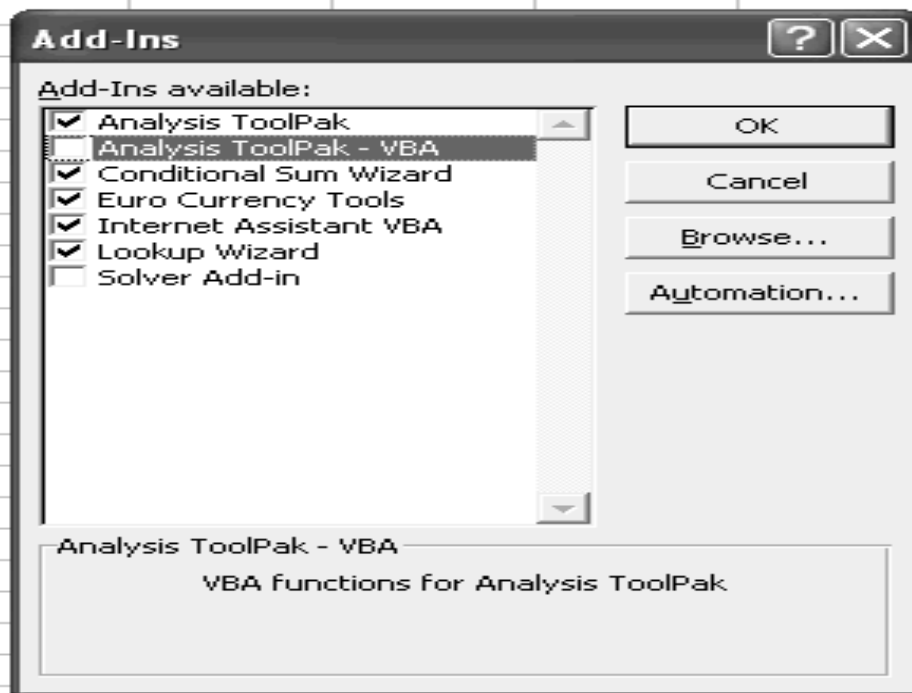 Add-Ins
Add-Ins available:
Analysis ToolPak
Analysis ToolPak - VBA
Conditional Sum Wizard
Euro Currency Tools
Internet Assistant VBA
Lookup Wizard
Solver Add-in
OK
Cancel
Browse...
Automation...
Analysis ToolPak - VBA
VBA functions for Analysis ToolPak